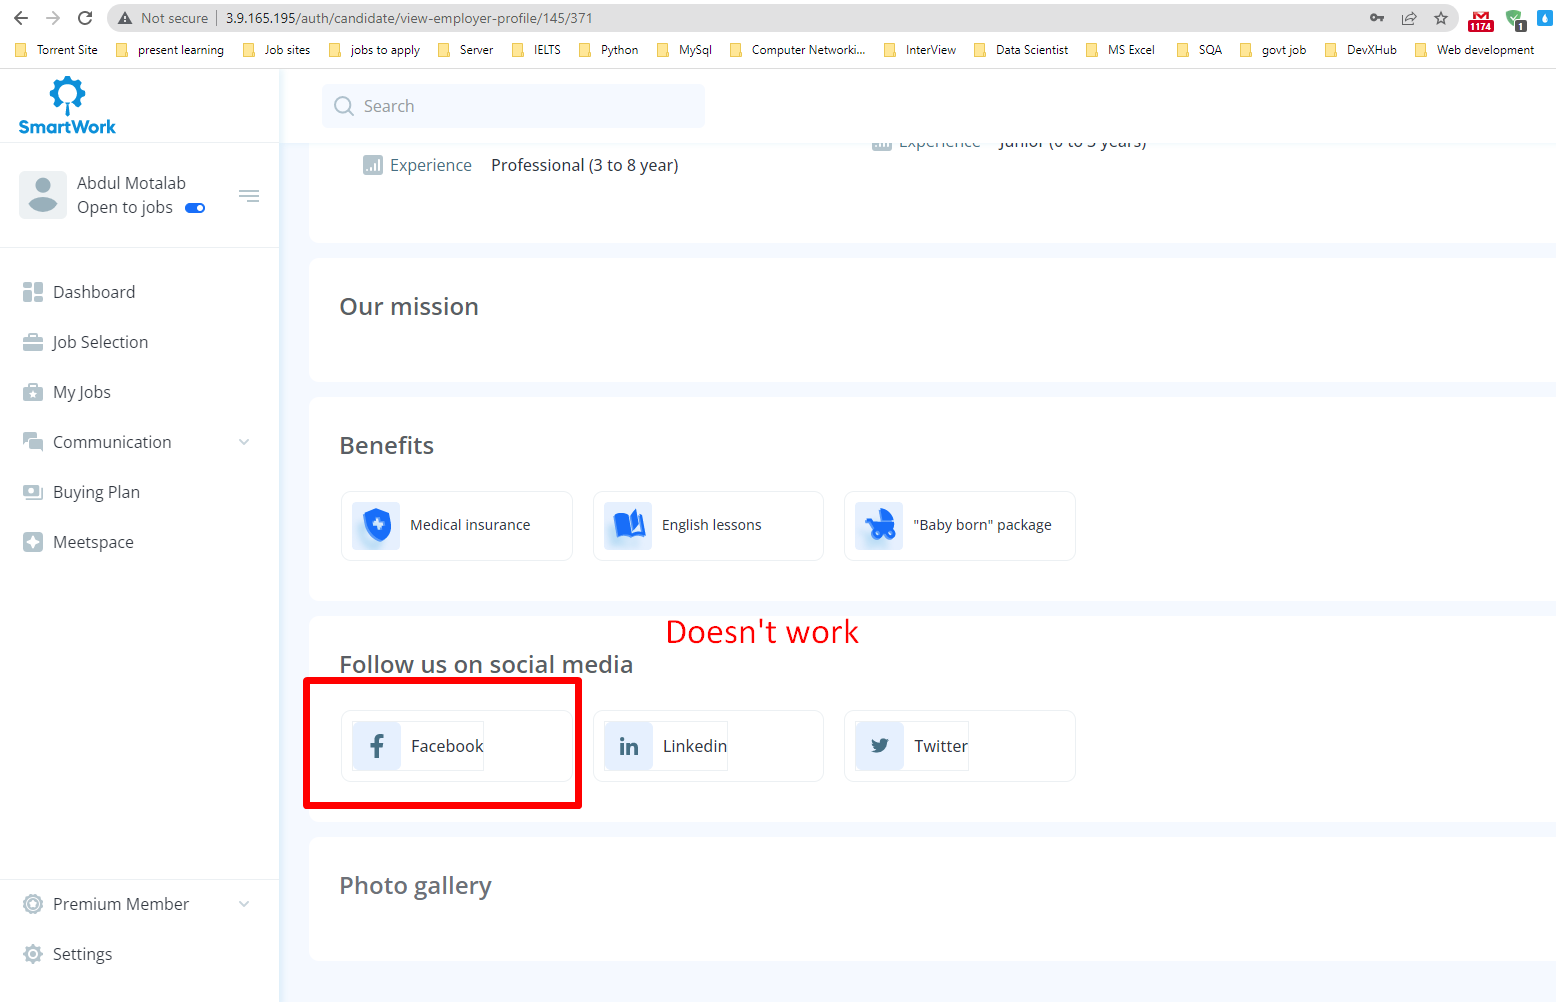 Not secure | 3.9.165.195/auth/candidate/view-employer-profile/145/371
1174
1
Torrent Site present learning Job sites jobs to apply Server IELTS Python MySql Computer Networki... InterView Data Scientist MS Excel SQA govt job DevXHub Web development
SmartWork
Search
Abdul Motalab
Open to jobs
Dashboard
Job Selection
My Jobs
Communication
Buying Plan
Meetspace
Premium Member
Settings
Experience Professional (3 to 8 year)
Experience Junior (0 to 3 years)
Our mission
Benefits
Medical insurance
English lessons
"Baby born" package
Doesn't work
Follow us on social media
Facebook
Linkedin
Twitter
Photo gallery